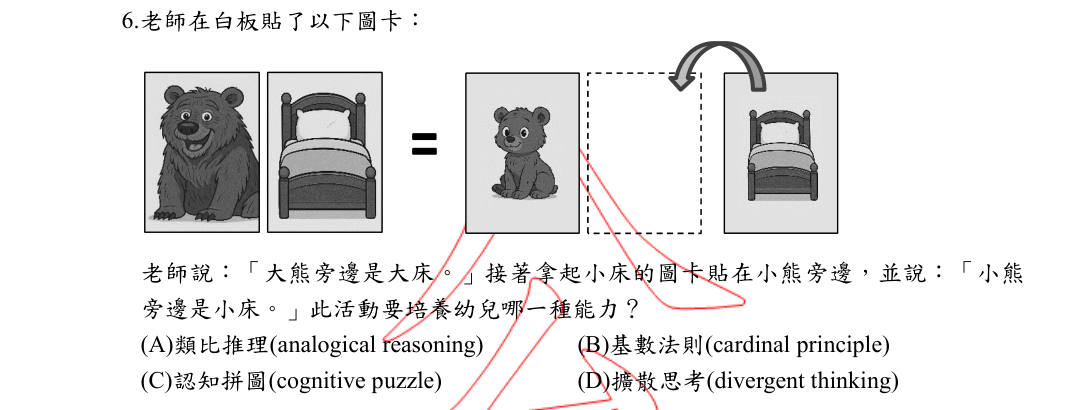 6.老師在白板貼了以下圖卡：
=
老師說：「大熊旁邊是大床。」接著拿起小床的圖卡貼在小熊旁邊，並說：「小熊
旁邊是小床。」此活動要培養幼兒哪一種能力？
(A)類比推理(analogical reasoning) (B)基數法則(cardinal principle)
(C)認知拼圖(cognitive puzzle) (D)擴散思考(divergent thinking)